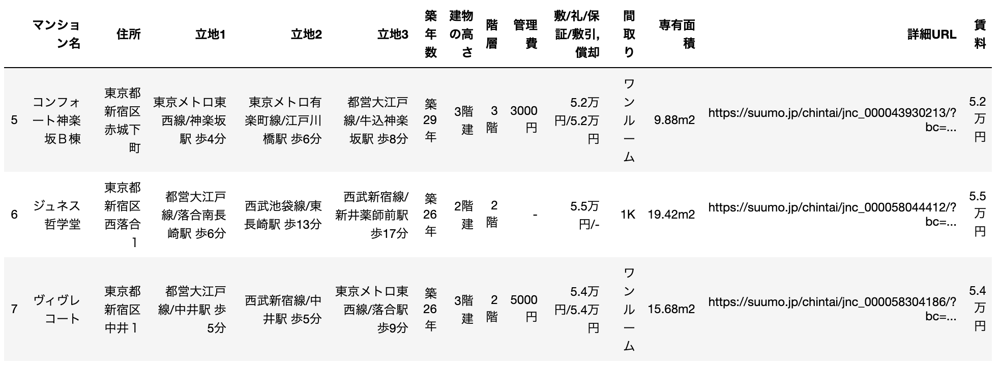 マンショ
ン名
住所
立地1
立地2
立地3
築
年
数
建物
の高
さ
階
層
管理
費
敷/礼/保
証/敷引,
償却
間
取
り
専有面
積
詳細URL
賃
料
5
コンフォ
ート神楽
坂Ｂ棟
東京都
新宿区
赤城下
町
東京メトロ東
西線/神楽坂
駅 歩4分
東京メトロ有
楽町線/江戸川
橋駅 歩6分
都営大江戸
線/牛込神楽
坂駅 歩8分
築
29
年
3階
建
3
階
3000
円
5.2万
円/5.2万
円
ワ
ン
ル
ー
ム
9.88m2
https://suumo.jp/chintai/jnc_000043930213/?
bc=...
5.2
万
円
6
ジュネス
哲学堂
東京都
新宿区
西落合
１
都営大江戸
線/落合南長
崎駅 歩6分
西武池袋線/東
長崎駅 歩13分
西武新宿線/
新井薬師前駅
歩17分
築
26
年
2階
建
2
階
-
5.5万
円/-
1K
19.42m2
https://suumo.jp/chintai/jnc_000058044412/?
bc=...
5.5
万
円
7
ヴィヴレ
コート
東京都
新宿区
中井１
都営大江戸
線/中井駅 歩
5分
西武新宿線/中
井駅 歩5分
東京メトロ東
西線/落合駅
歩9分
築
26
年
3階
建
2
階
5000
円
5.4万
円/5.4万
円
ワ
ン
ル
ー
ム
15.68m2
https://suumo.jp/chintai/jnc_000058304186/?
bc=...
5.4
万
円